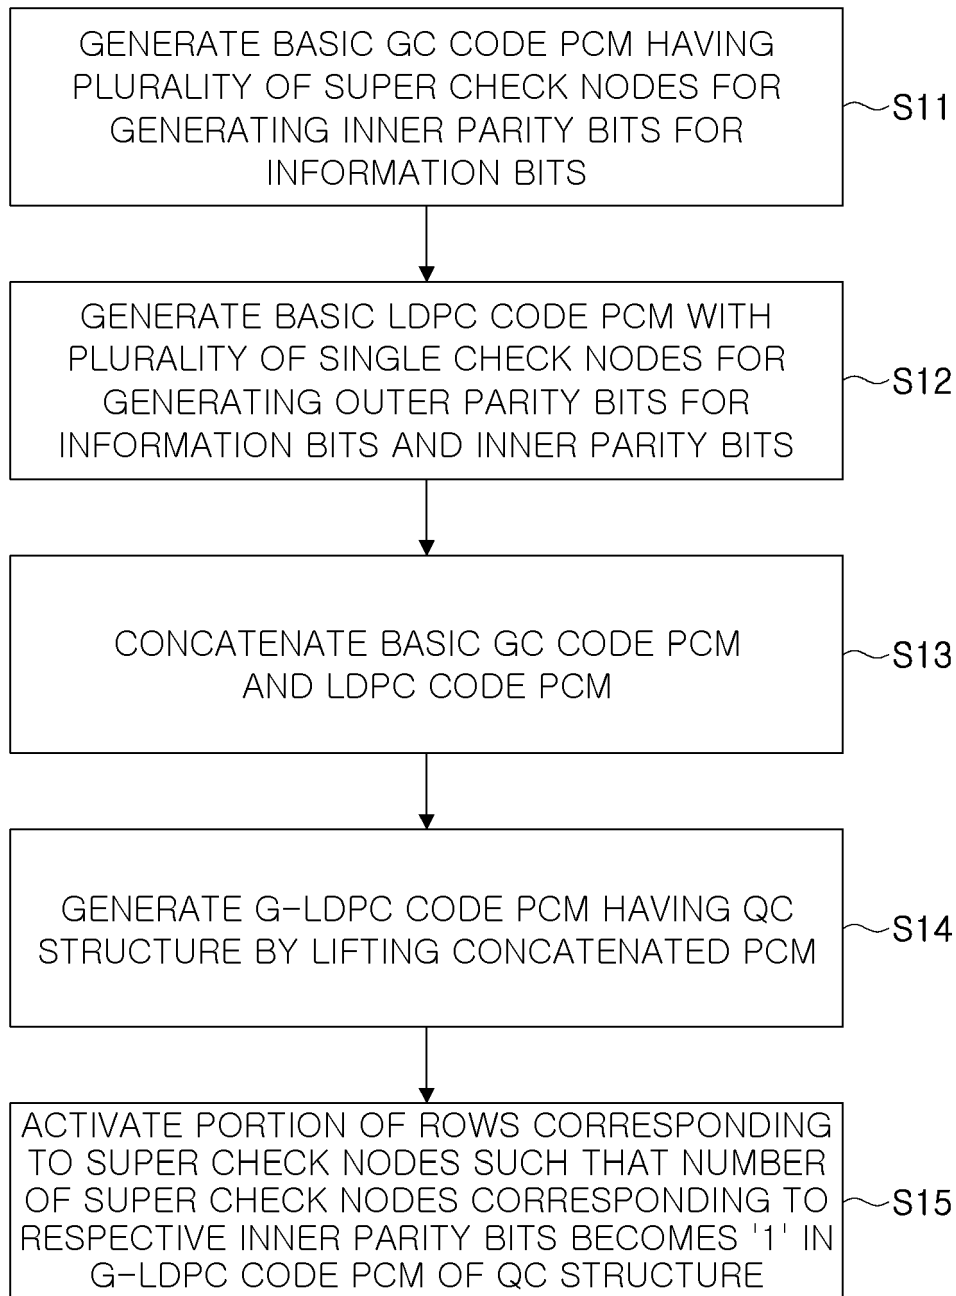 GENERATE BASIC GC CODE PCM HAVING
PLURALITY OF SUPER CHECK NODES FOR
GENERATING INNER PARITY BITS FOR
INFORMATION BITS
S11
GENERATE BASIC LDPC CODE PCM WITH
PLURALITY OF SINGLE CHECK NODES FOR
GENERATING OUTER PARITY BITS FOR
INFORMATION BITS AND INNER PARITY BITS
S12
CONCATENATE BASIC GC CODE PCM
AND LDPC CODE PCM
S13
GENERATE G-LDPC CODE PCM HAVING QC
STRUCTURE BY LIFTING CONCATENATED PCM
S14
ACTIVATE PORTION OF ROWS CORRESPONDING
TO SUPER CHECK NODES SUCH THAT NUMBER
OF SUPER CHECK NODES CORRESPONDING TO
RESPECTIVE INNER PARITY BITS BECOMES '1' IN
G-LDPC CODE PCM OF QC STRUCTURE
S15